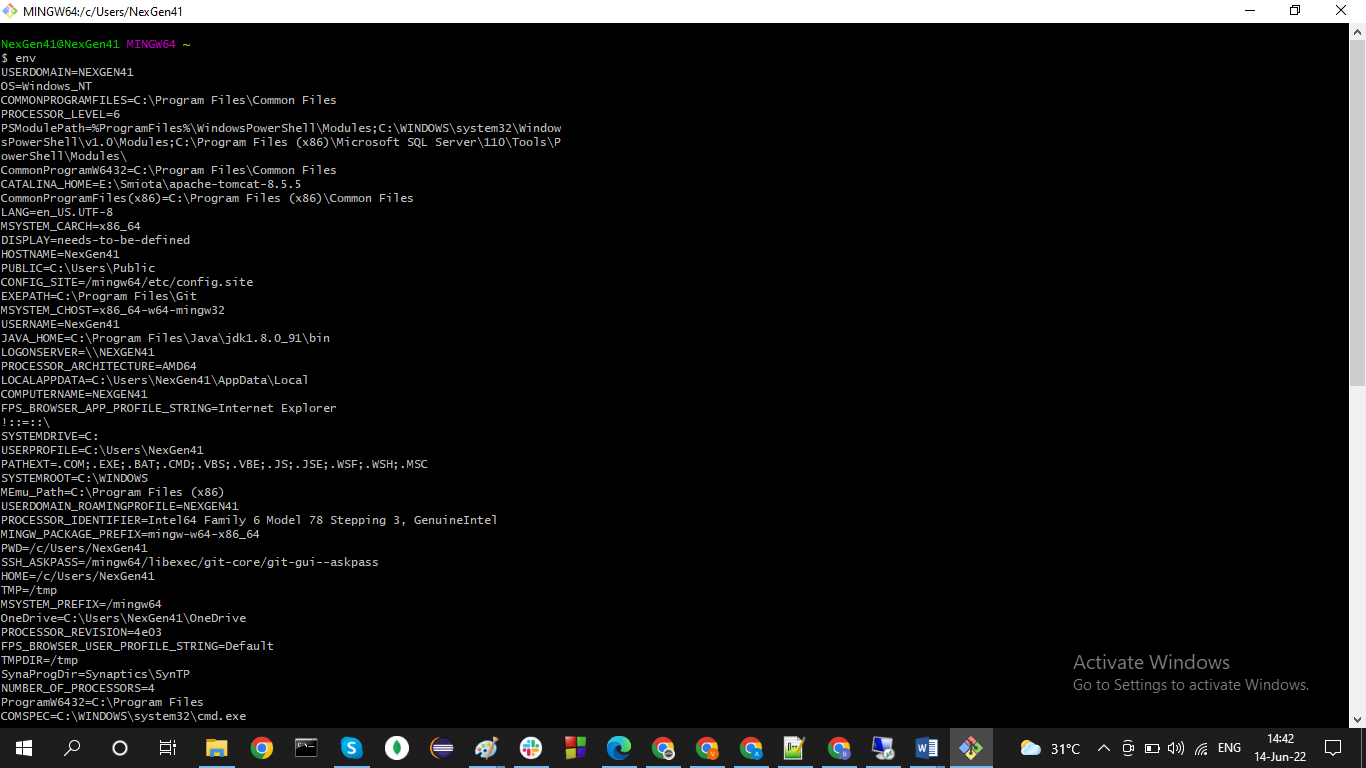 MINGW64:/c/Users/NexGen41
NexGen41@NexGen41 MINGW64 ~
$ env
USERDOMAIN=NEXGEN41
OS=Windows_NT
COMMONPROGRAMFILES=C:\Program Files\Common Files
PROCESSOR_LEVEL=6
PSModulePath=%ProgramFiles%\WindowsPowerShell\Modules;C:\WINDOWS\system32\Window
sPowerShell\v1.0\Modules;C:\Program Files (x86)\Microsoft SQL Server\110\Tools\P
owerShell\Modules\
CommonProgramW6432=C:\Program Files\Common Files
CATALINA_HOME=E:\Smiota\apache-tomcat-8.5.5
CommonProgramFiles(x86)=C:\Program Files (x86)\Common Files
LANG=en_US.UTF-8
MSYSTEM_CARCH=x86_64
DISPLAY=needs-to-be-defined
HOSTNAME=NexGen41
PUBLIC=C:\Users\Public
CONFIG_SITE=/mingw64/etc/config.site
EXEPATH=C:\Program Files\Git
MSYSTEM_CHOST=x86_64-w64-mingw32
USERNAME=NexGen41
JAVA_HOME=C:\Program Files\Java\jdk1.8.0_91\bin
LOGONSERVER=\\NEXGEN41
PROCESSOR_ARCHITECTURE=AMD64
LOCALAPPDATA=C:\Users\NexGen41\AppData\Local
COMPUTERNAME=NEXGEN41
FPS_BROWSER_APP_PROFILE_STRING=Internet Explorer
!::=::\
SYSTEMDRIVE=C:
USERPROFILE=C:\Users\NexGen41
PATHEXT=.COM;.EXE;.BAT;.CMD;.VBS;.VBE;.JS;.JSE;.WSF;.WSH;.MSC
SYSTEMROOT=C:\WINDOWS
MEmu_Path=C:\Program Files (x86)
USERDOMAIN_ROAMINGPROFILE=NEXGEN41
PROCESSOR_IDENTIFIER=Intel64 Family 6 Model 78 Stepping 3, GenuineIntel
MINGW_PACKAGE_PREFIX=mingw-w64-x86_64
PWD=/c/Users/NexGen41
SSH_ASKPASS=/mingw64/libexec/git-core/git-gui--askpass
HOME=/c/Users/NexGen41
TMP=/tmp
MSYSTEM_PREFIX=/mingw64
OneDrive=C:\Users\NexGen41\OneDrive
PROCESSOR_REVISION=4e03
FPS_BROWSER_USER_PROFILE_STRING=Default
TMPDIR=/tmp
SynaProgDir=Synaptics\SynTP
NUMBER_OF_PROCESSORS=4
ProgramW6432=C:\Program Files
COMSPEC=C:\WINDOWS\system32\cmd.exe
Activate Windows
Go to Settings to activate Windows.
31°C
ENG
14:42
14-Jun-22